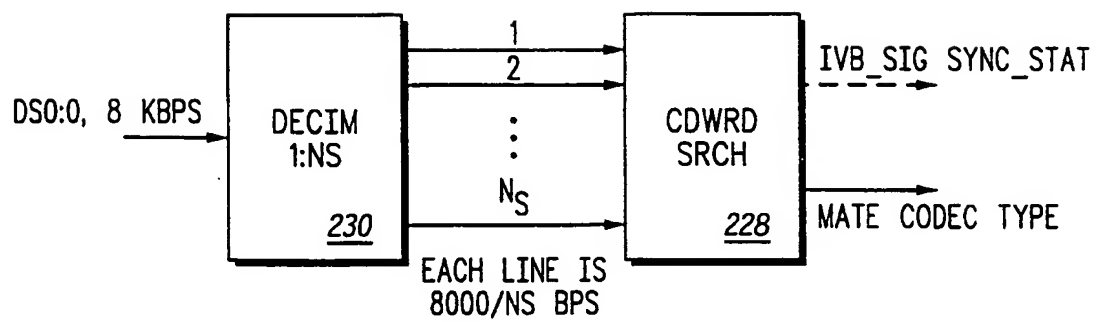 DS0:0, 8 KBPS
DECIM
1:NS
230
1
2
NS
EACH LINE IS
8000/NS BPS
CDWRD
SRCH
228
IVB_SIG SYNC_STAT
MATE CODEC TYPE